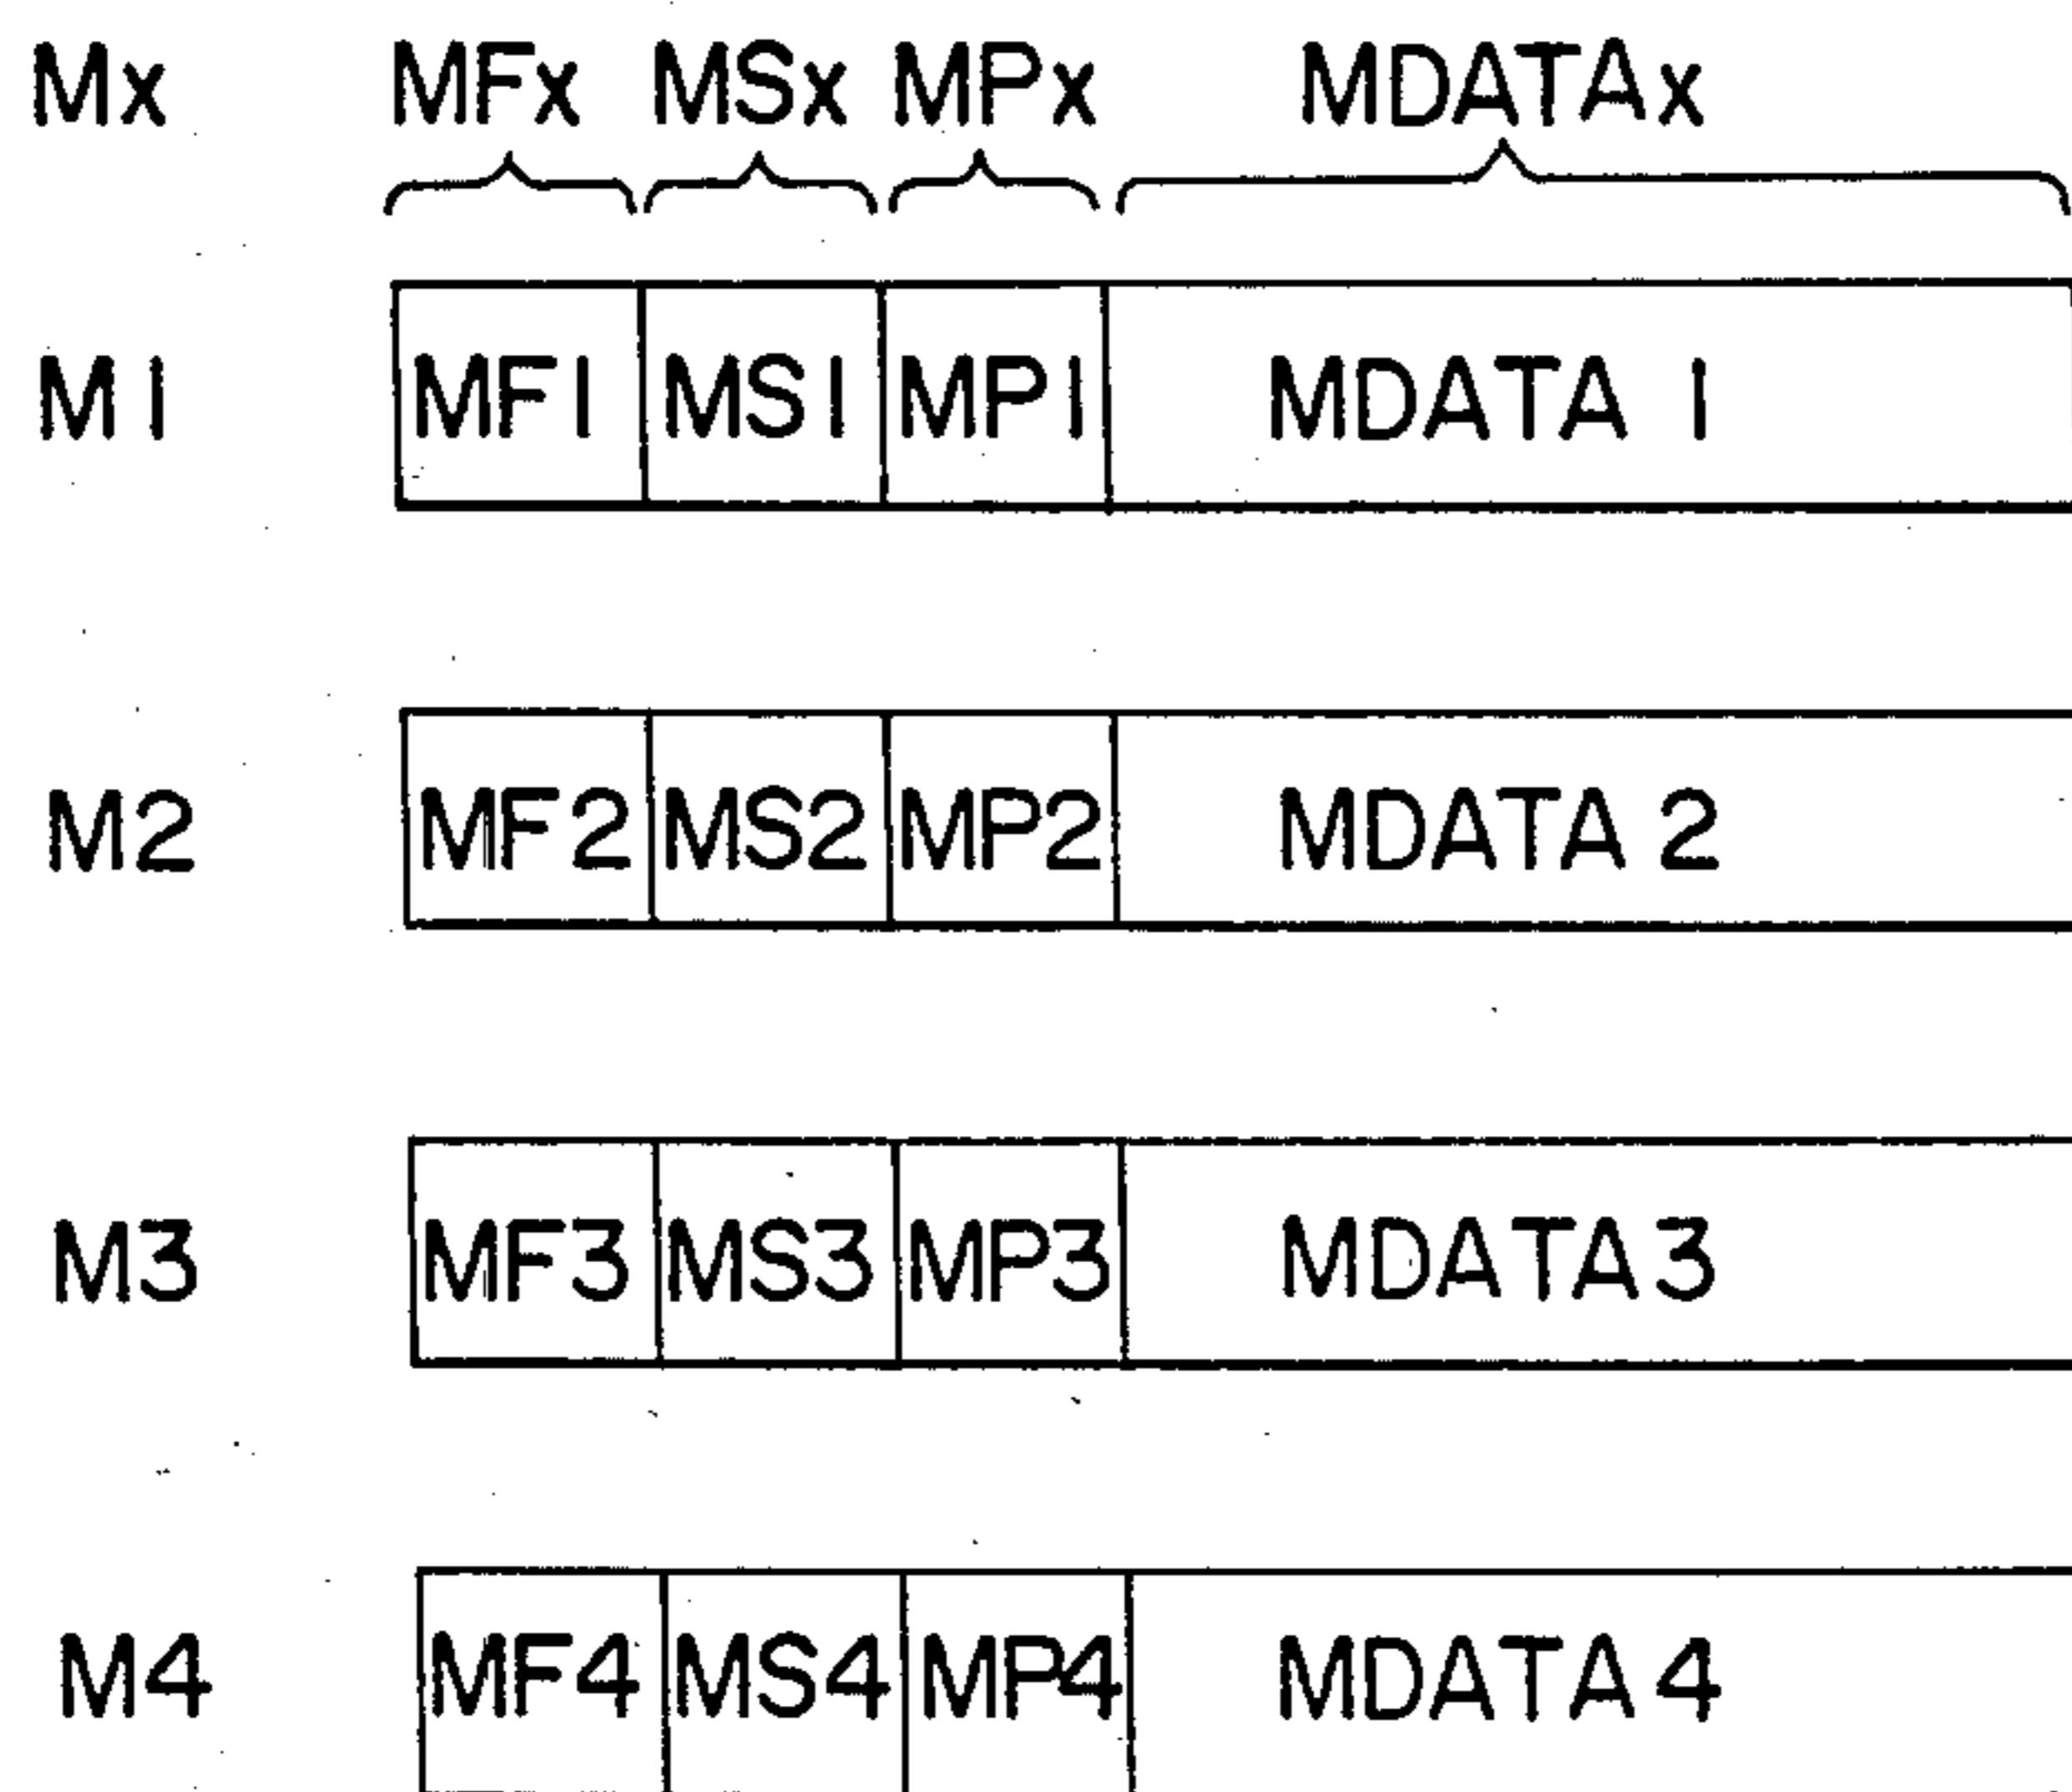 Mx MFx MSx MPx MDATAx
M1 MF1 MS1 MP1 MDATA 1
M2 MF2 MS2 MP2 MDATA 2
M3 MF3 MS3 MP3 MDATA3
M4 MF4 MS4 MP4 MDATA4